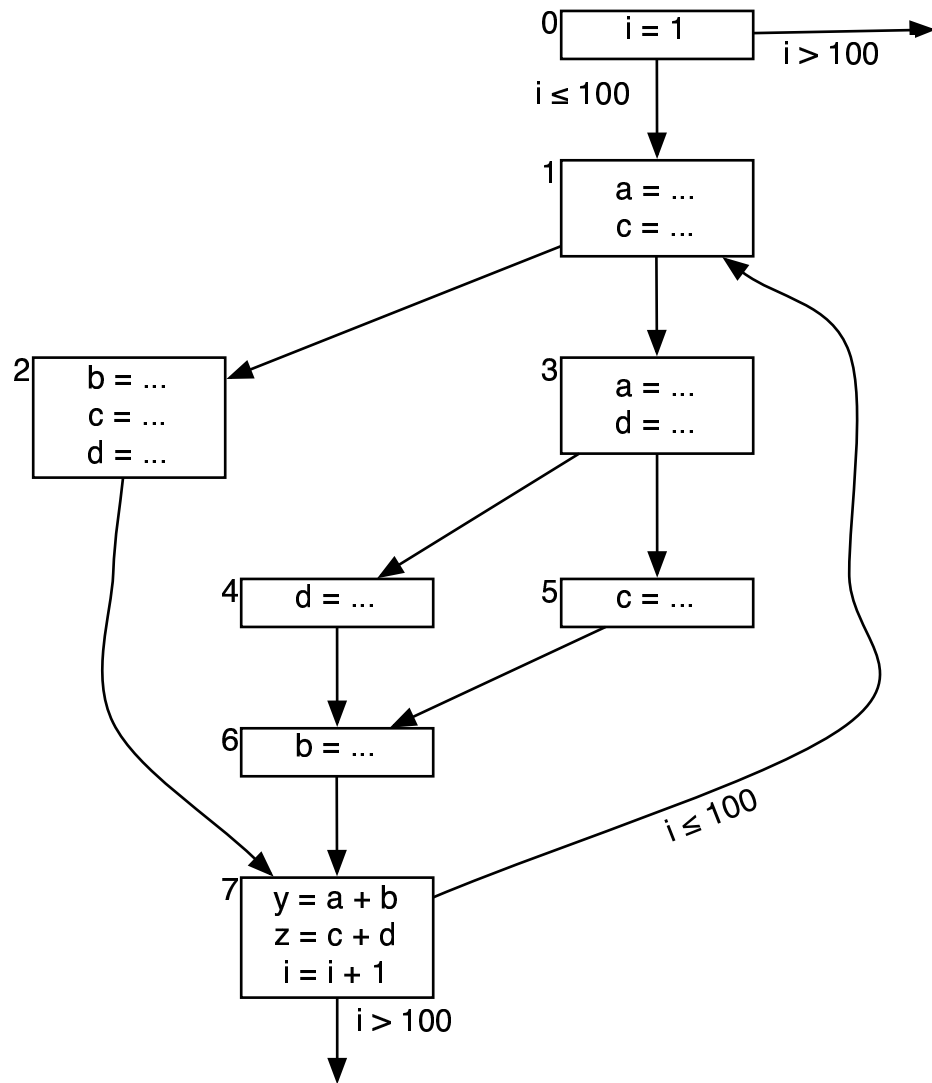 0
i = 1
i > 100
i ≤ 100
1
a = ...
c = ...
2
b = ...
c = ...
d = ...
3
a = ...
d = ...
4
d = ...
5
c = ...
6
b = ...
i ≤ 100
7
y = a + b
z = c + d
i = i + 1
i > 100